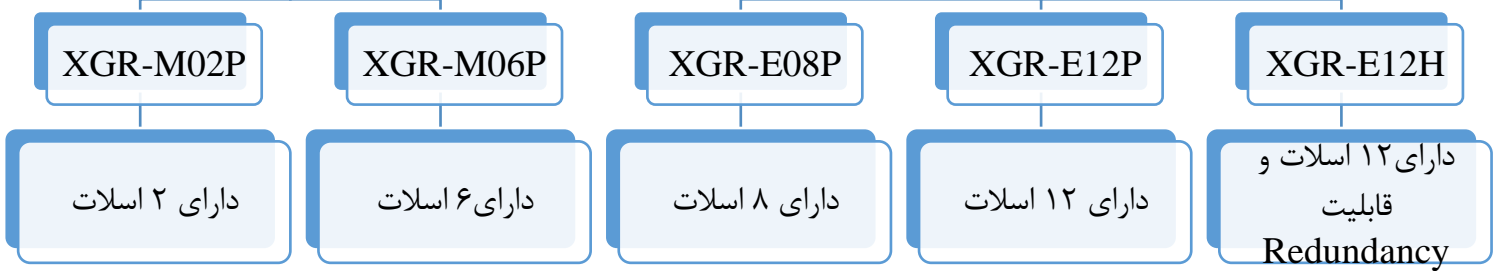 XGR-M02P
XGR-M06P
XGR-E08P
XGR-E12P
XGR-E12H
دارای ۲ اسلات
دارای۶ اسلات
دارای ۸ اسلات
دارای ۱۲ اسلات
دارای۱۲ اسلات و
قابلیت
Redundancy